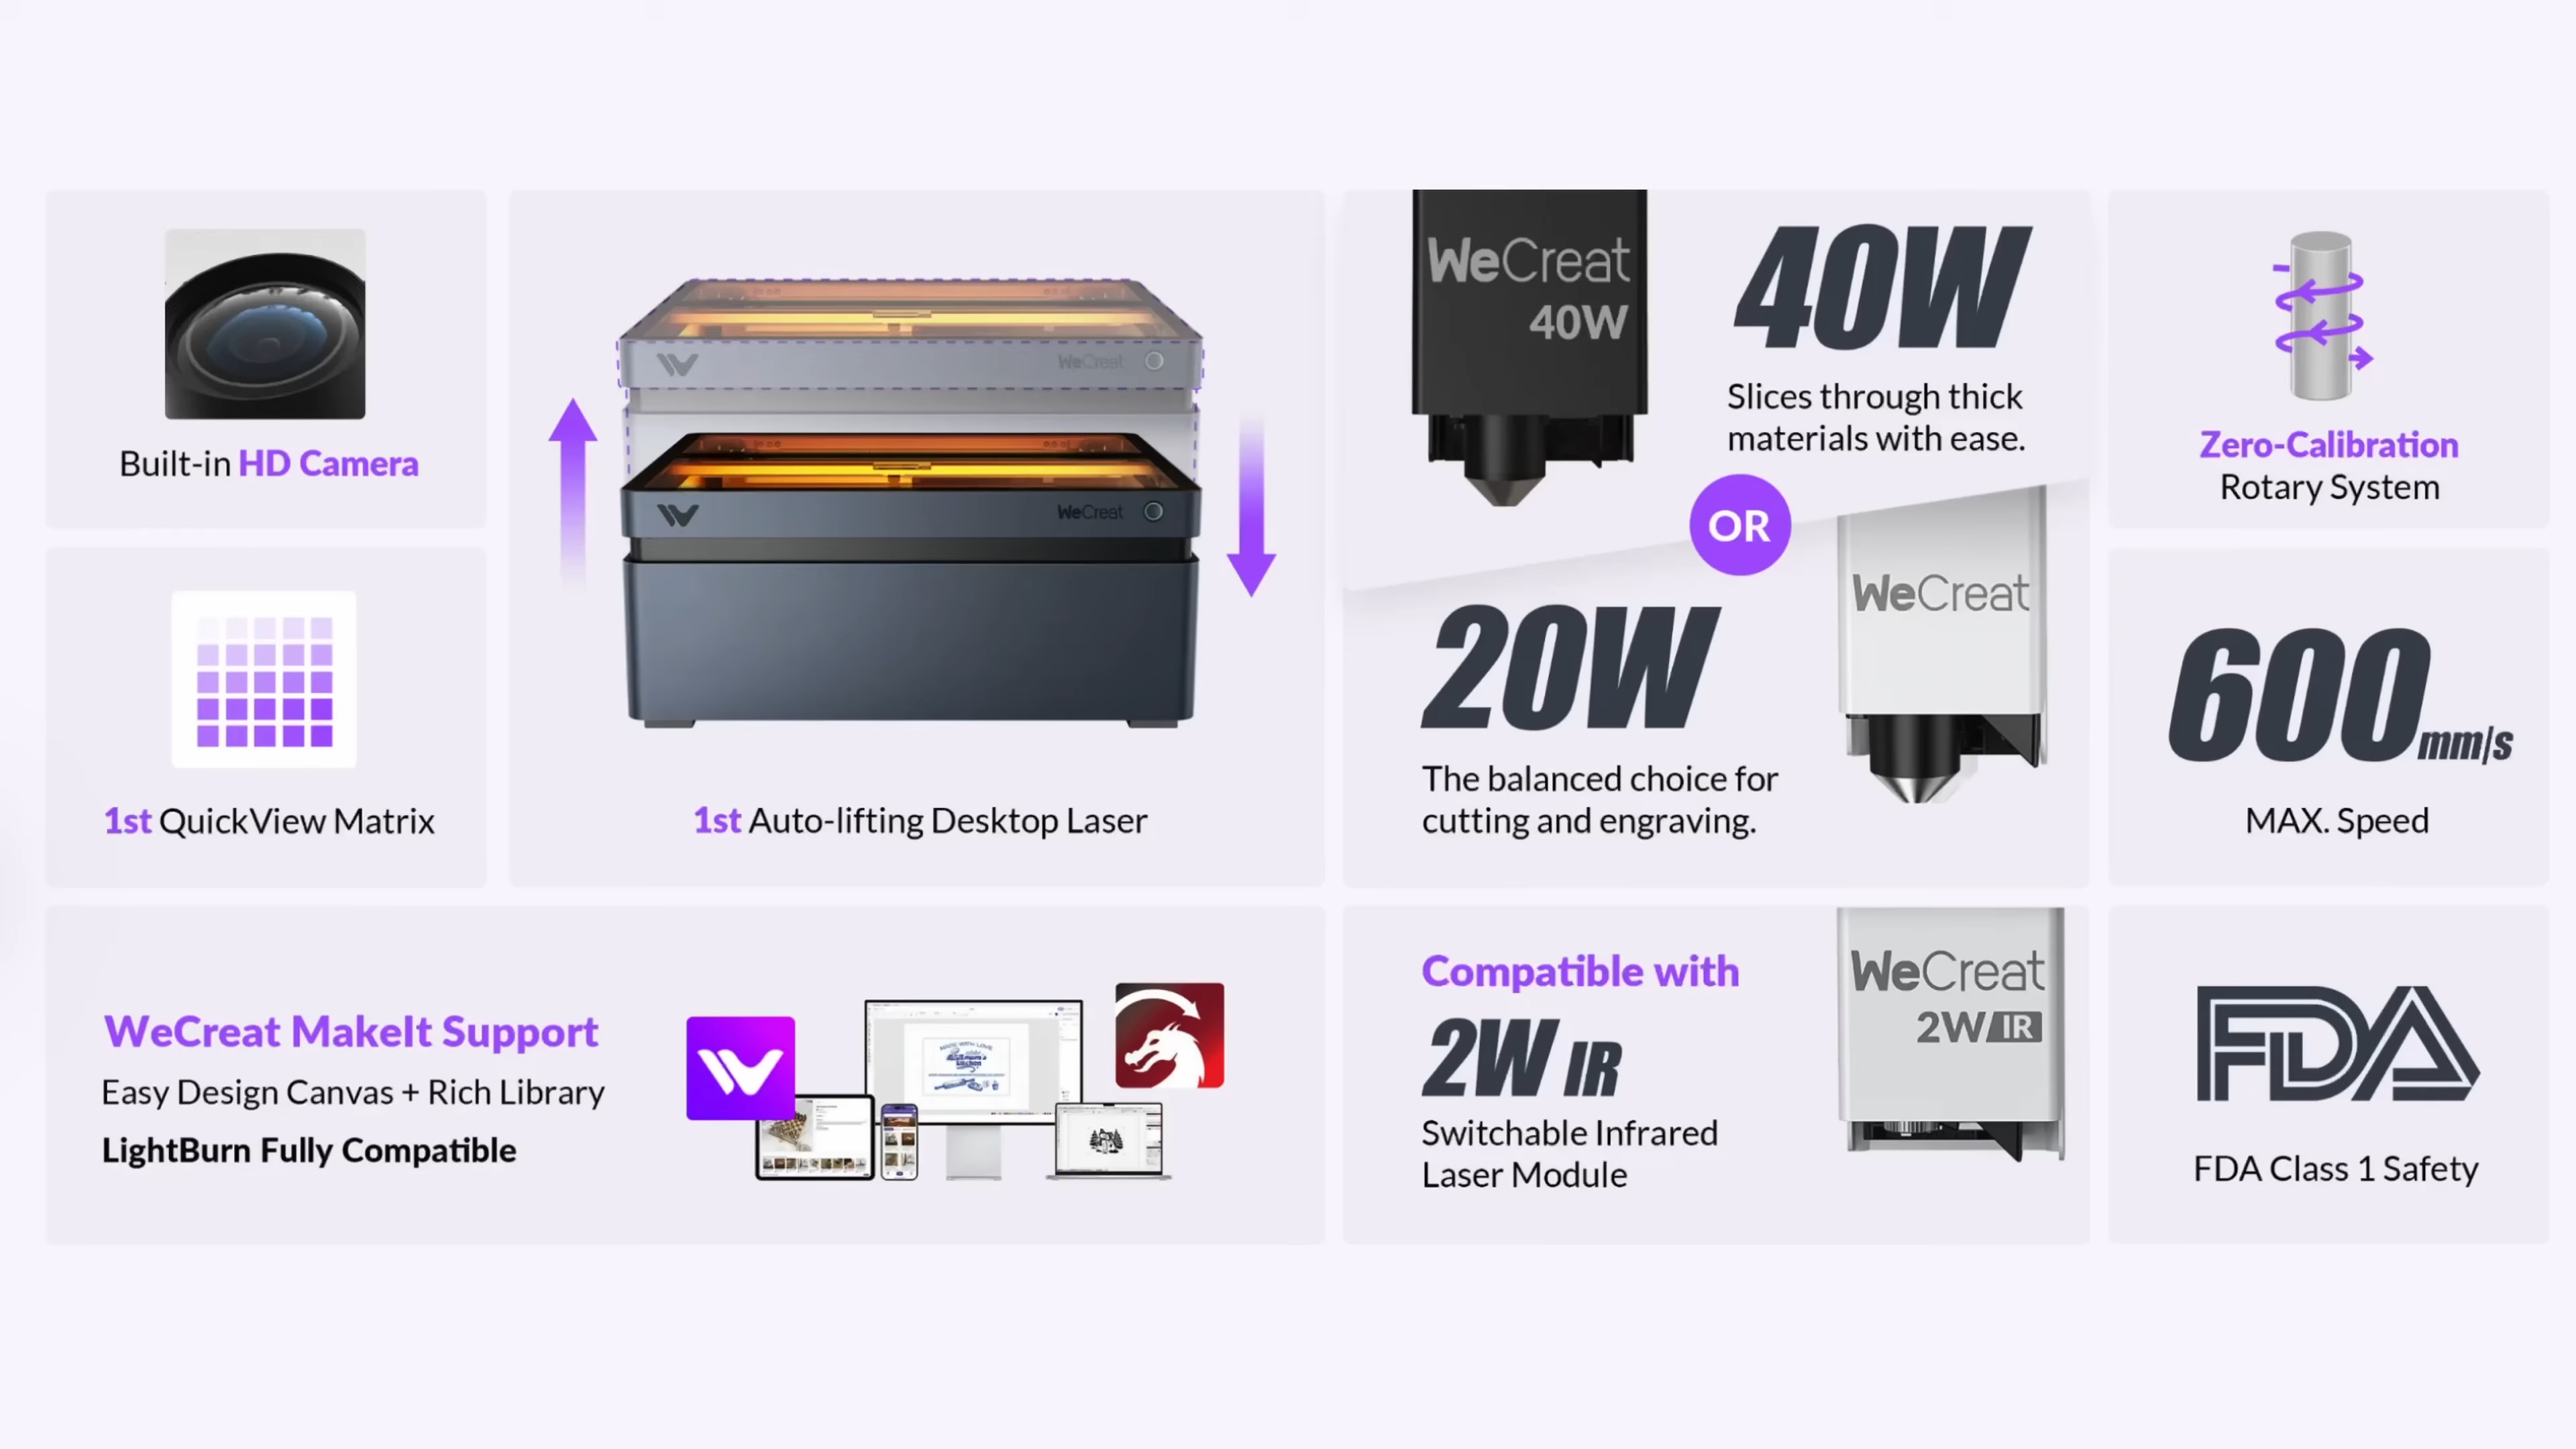 Built-in HD Camera
1st QuickView Matrix
WeCreat
WeCreat
1st Auto-lifting Desktop Laser
WeCreat
40W
40W
Slices through thick
materials with ease.
OR
20W
The balanced choice for
cutting and engraving.
WeCreat
Zero-Calibration
Rotary System
600mm/s
MAX. Speed
WeCreat MakeIt Support
Easy Design Canvas + Rich Library
LightBurn Fully Compatible
MADE WITH LOVE
Compatible with
2W IR
Switchable Infrared
Laser Module
WeCreat
2W IR
FDA
FDA Class 1 Safety